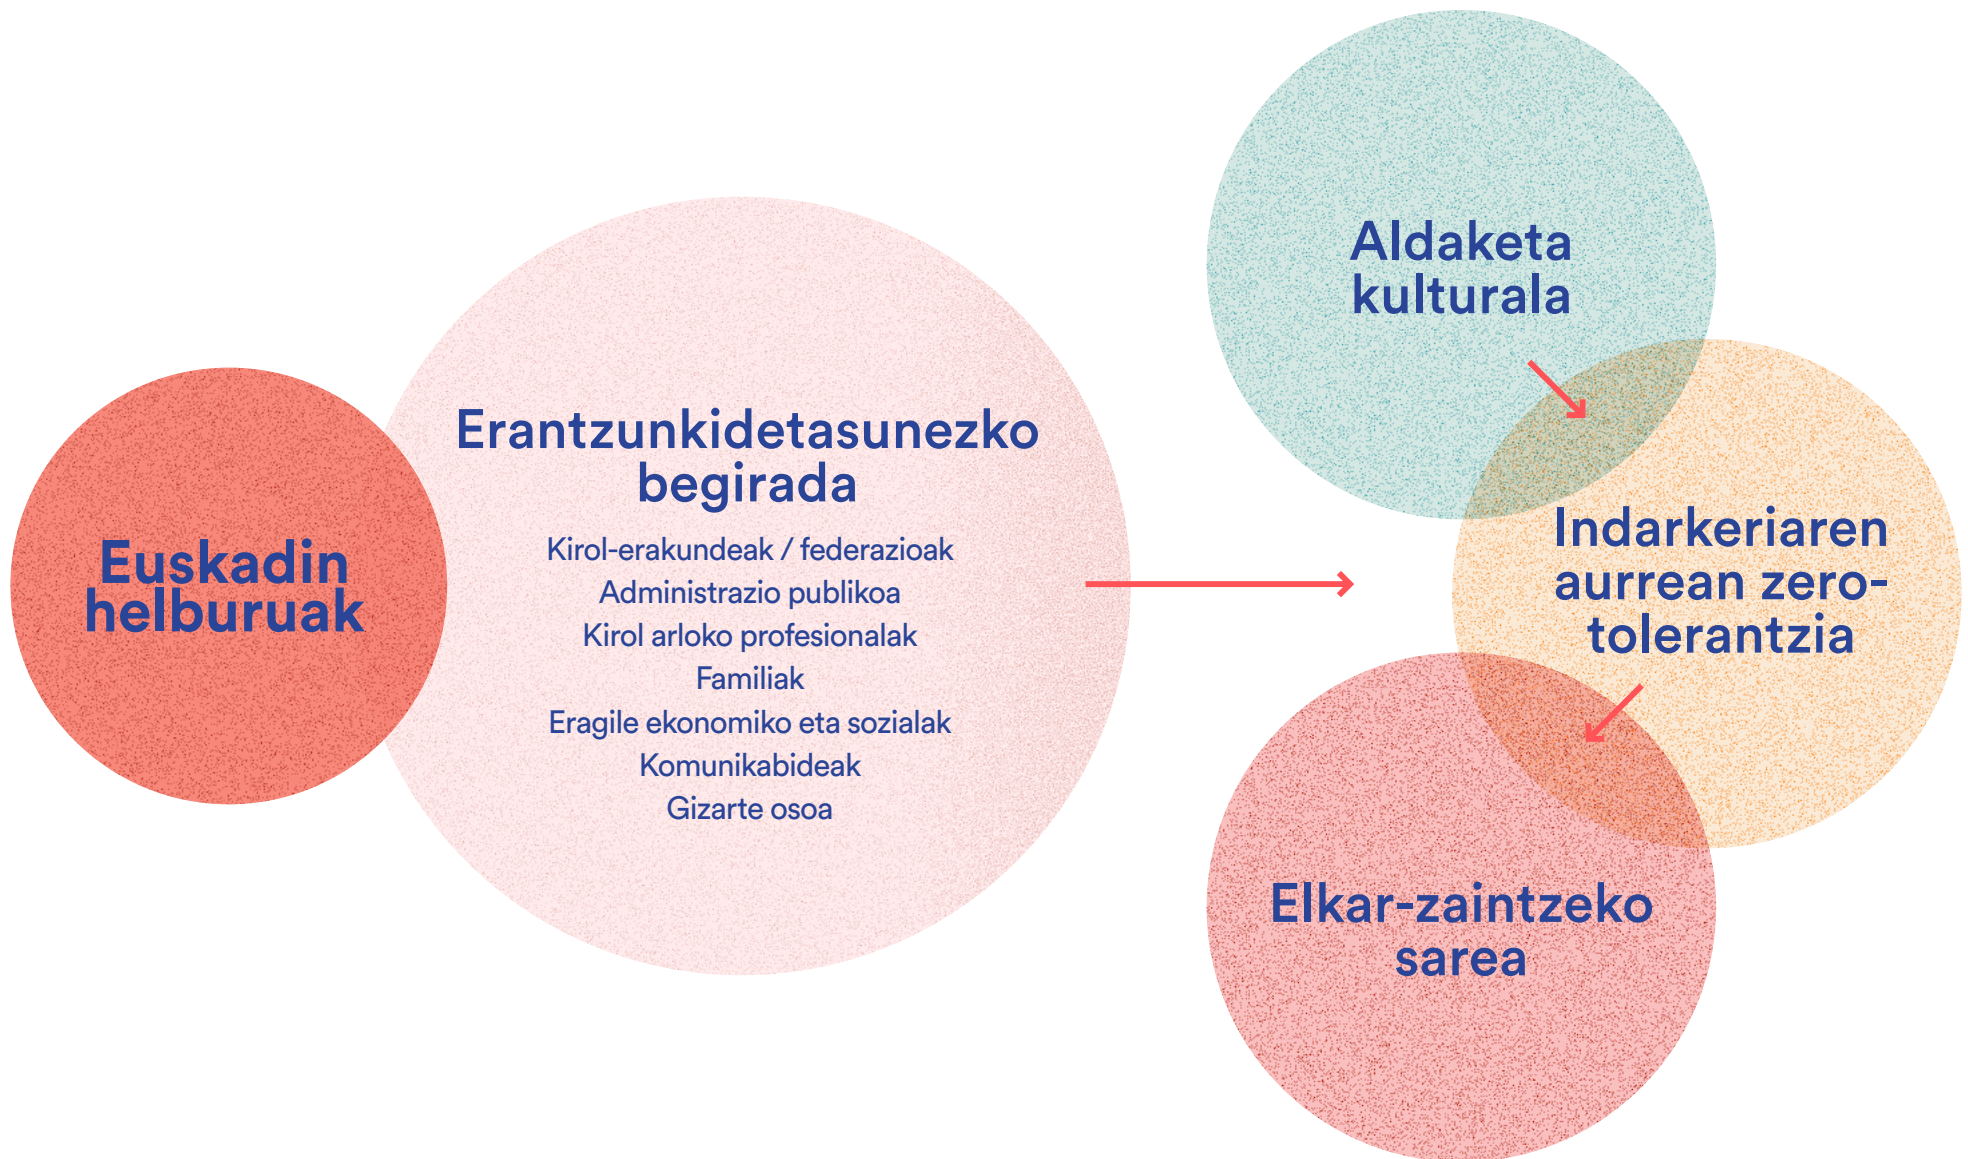 Euskadin
helburuak
Erantzunkidetasunezko
begirada
Kirol-erakundeak / federazioak
Administrazio publikoa
Kirol arloko profesionalak
Familiak
Eragile ekonomiko eta sozialak
Komunikabideak
Gizarte osoa
Aldaketa
kulturala
Indarkeriaren
aurrean zero-
tolerantzia
Elkar-zaintzeko
sarea